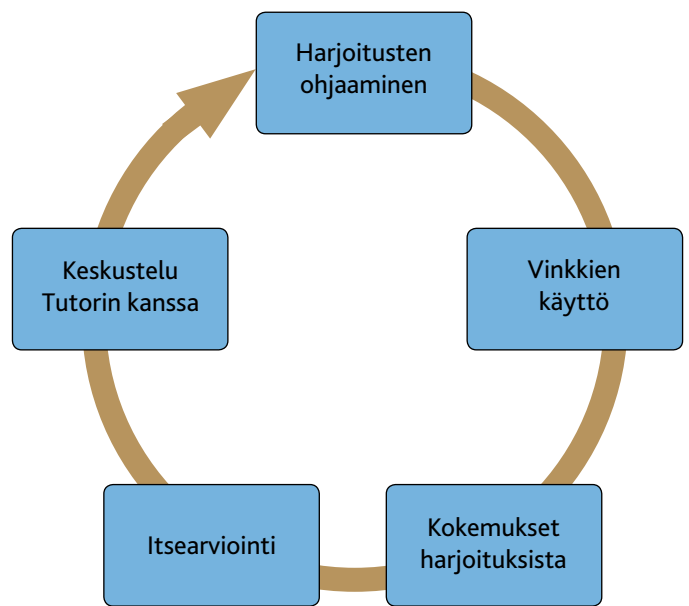 Harjoitusten
ohjaaminen
Vinkkien
käyttö
Kokemukset
harjoituksista
Itsearviointi
Keskustelu
Tutorin kanssa